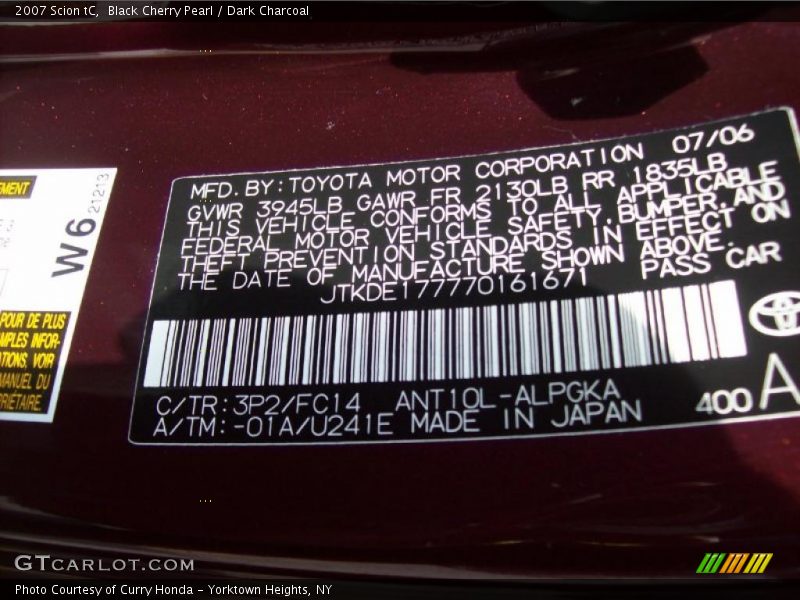 2007 Scion tC,  Black Cherry Pearl / Dark Charcoal
MFD. BY: TOYOTA MOTOR CORPORATION 07/06
GVWR 3945LB GAWR FR 2130LB RR 1835LB
THIS VEHICLE CONFORMS TO ALL APPLICABLE
FEDERAL MOTOR VEHICLE SAFETY, BUMPER, AND
THEFT PREVENTION STANDARDS IN EFFECT ON
THE DATE OF MANUFACTURE SHOWN ABOVE.
JTKDE177770161671 PASS CAR
C/TR: 3P2/FC14 ANT10L-ALPGKA
A/TM: -01A/U241E MADE IN JAPAN
400 A
W6 21213
POUR DE PLUS
MPLES INFOR-
ATIONS, VOIR
MANUEL DU
RIÉTAIRE.
GTCARLOT.COM
Photo Courtesy of Curry Honda - Yorktown Heights, NY